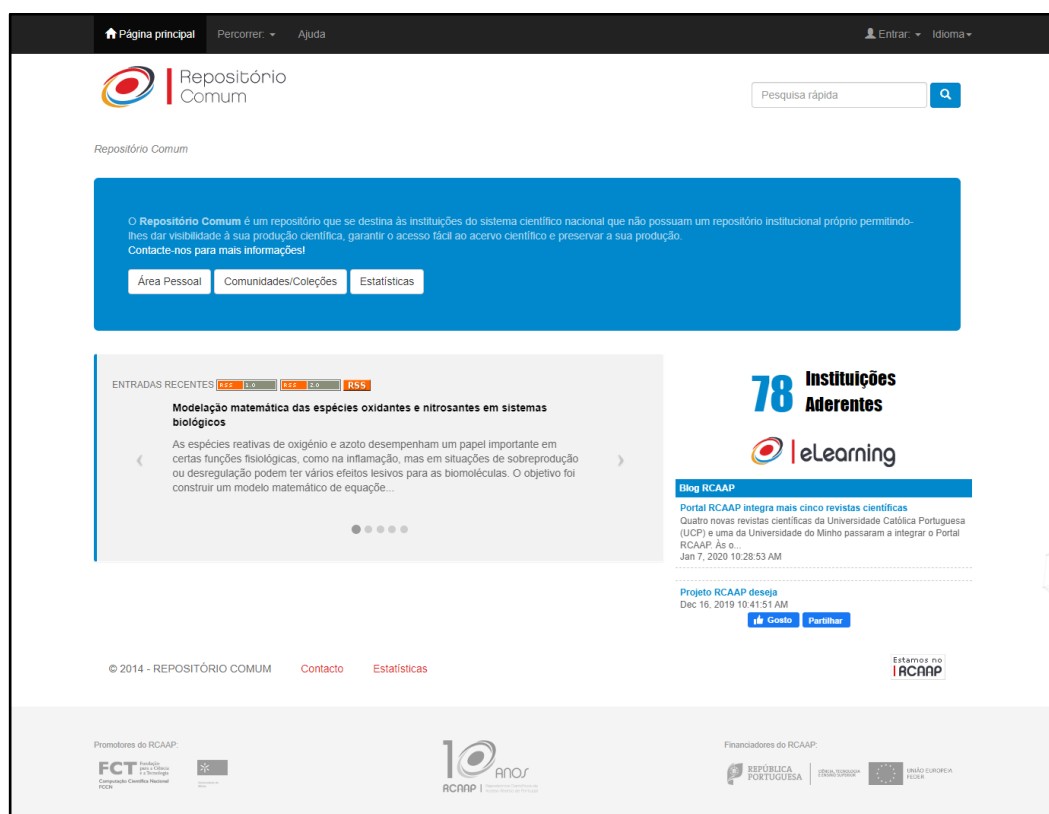 Página principal Percorrer: Ajuda Entrar: Idioma
Repositório
Comum
Pesquisa rápida
Repositório Comum
O Repositório Comum é um repositório que se destina às instituições do sistema científico nacional que não possuam um repositório institucional próprio permitindo-
lhes dar visibilidade à sua produção científica, garantir o acesso fácil ao acervo científico e preservar a sua produção.
Contacte-nos para mais informações!
Área Pessoal Comunidades/Coleções Estatísticas
ENTRADAS RECENTES RSS 1.0 RSS 2.0 RSS
Modelação matemática das espécies oxidantes e nitrosantes em sistemas
biológicos
As espécies reativas de oxigénio e azoto desempenham um papel importante em
certas funções fisiológicas, como na inflamação, mas em situações de sobreprodução
ou desregulação podem ter vários efeitos lesivos para as biomoléculas. O objetivo foi
construir um modelo matemático de equaçõe...
78 Instituições
Aderentes
eLearning
Blog RCAAP
Portal RCAAP integra mais cinco revistas científicas
Quatro novas revistas científicas da Universidade Católica Portuguesa
(UCP) e uma da Universidade do Minho passaram a integrar o Portal
RCAAP. Às o...
Jan 7, 2020 10:28:53 AM
Projeto RCAAP deseja
Dec 16, 2019 10:41:51 AM
Gosto Partilhar
© 2014 - REPOSITÓRIO COMUM Contacto Estatísticas
Estamos no
RCAAP
Promotores do RCAAP:
FCT Fundação
para a Ciência
e a Tecnologia
Computação Científica Nacional
FCCN
10 Anos
RCAAP
Financiadores do RCAAP:
REPÚBLICA
PORTUGUESA
CIÊNCIA, TECNOLOGIA
E ENSINO SUPERIOR
UNIÃO EUROPEIA
FEDER